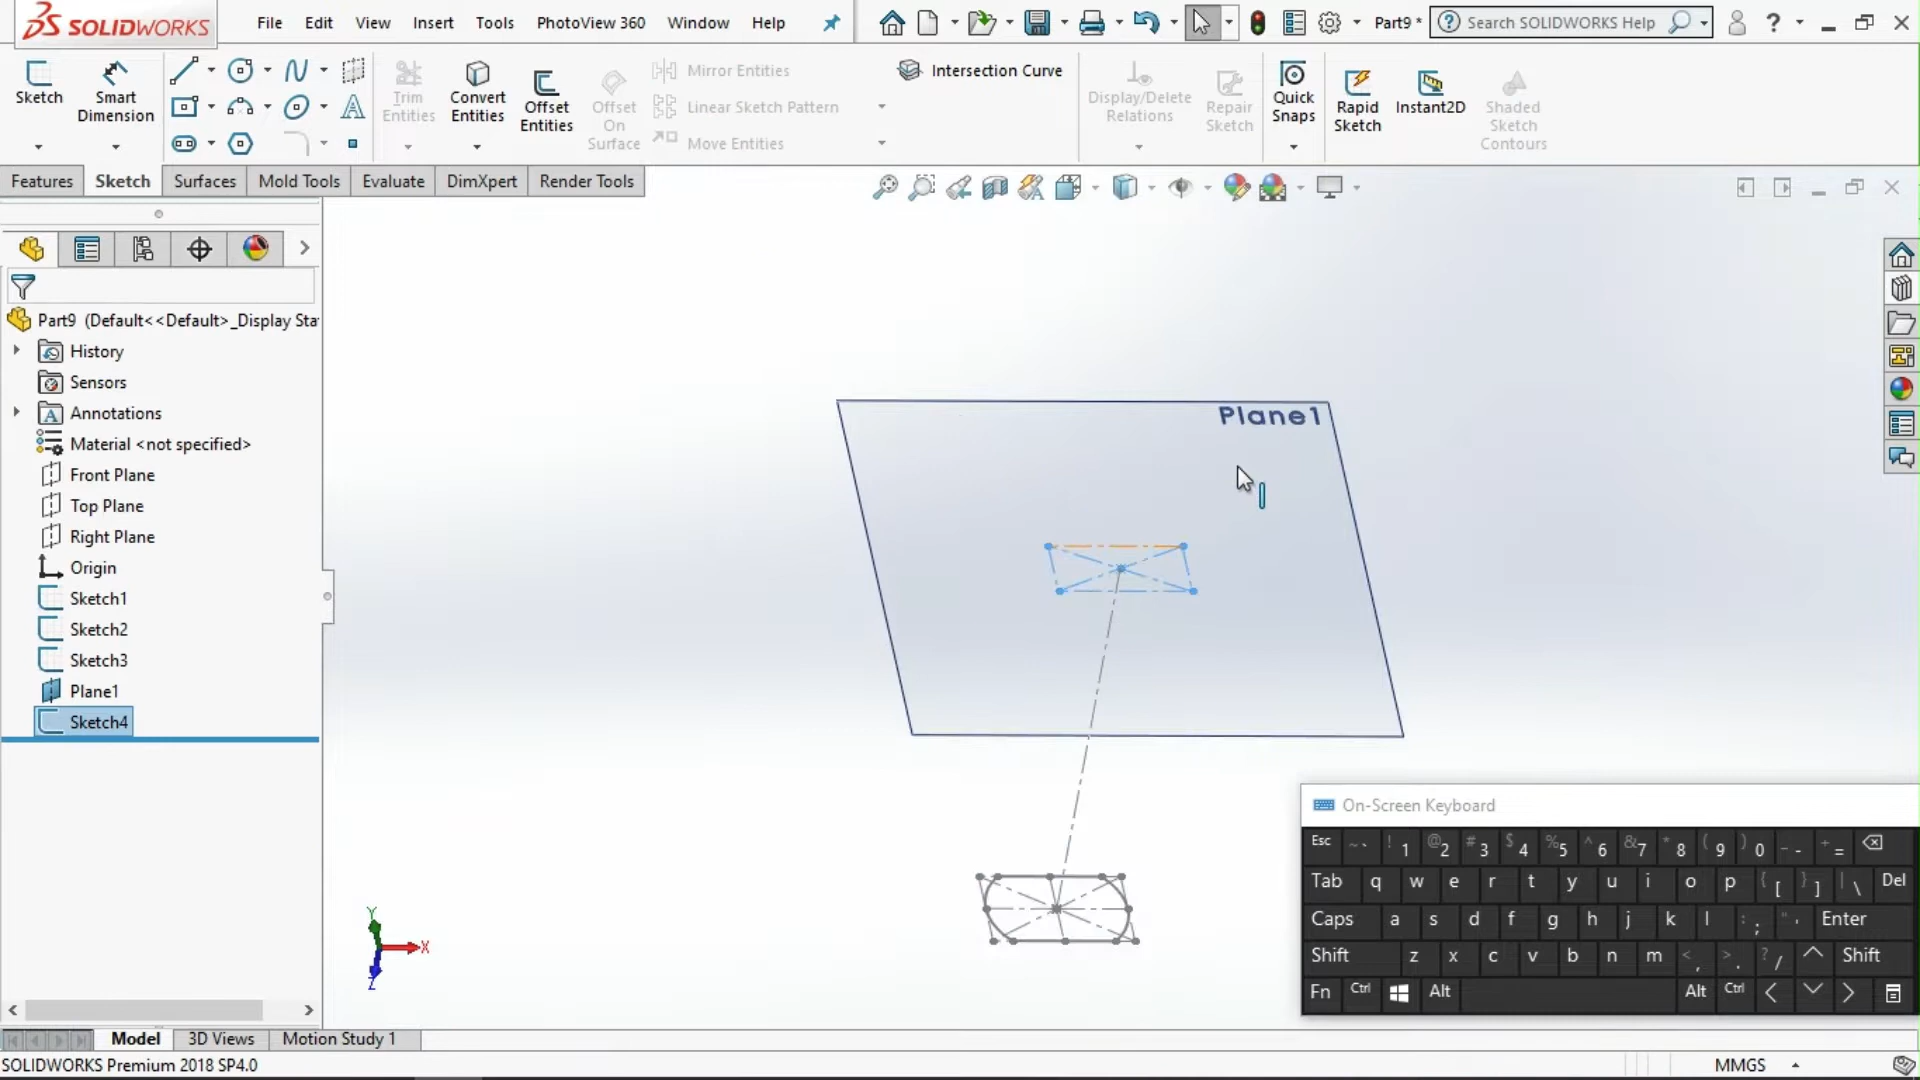 SOLIDWORKS
File Edit View Insert Tools PhotoView 360 Window Help
Part9 *
Search SOLIDWORKS Help
Sketch
Smart Dimension
Trim Entities
Convert Entities
Offset Entities
Offset On Surface
Mirror Entities
Linear Sketch Pattern
Move Entities
Intersection Curve
Display/Delete Relations
Repair Sketch
Quick Snaps
Rapid Sketch
Instant2D
Shaded Sketch Contours
Features Sketch Surfaces Mold Tools Evaluate DimXpert Render Tools
Part9 (Default<<Default>_Display Sta
History
Sensors
Annotations
Material <not specified>
Front Plane
Top Plane
Right Plane
Origin
Sketch1
Sketch2
Sketch3
Plane1
Sketch4
Plane1
Y
X
Z
On-Screen Keyboard
Esc ~ ` ! 1 @ 2 # 3 $ 4 % 5 ^ 6 & 7 * 8 ( 9 ) 0 _ - + =
Tab q w e r t y u i o p { [ } ] | \ Del
Caps a s d f g h j k l : ; " ' Enter
Shift z x c v b n m < , > . ? / Shift
Fn Ctrl Alt Alt Ctrl
Model 3D Views Motion Study 1
SOLIDWORKS Premium 2018 SP4.0
MMGS